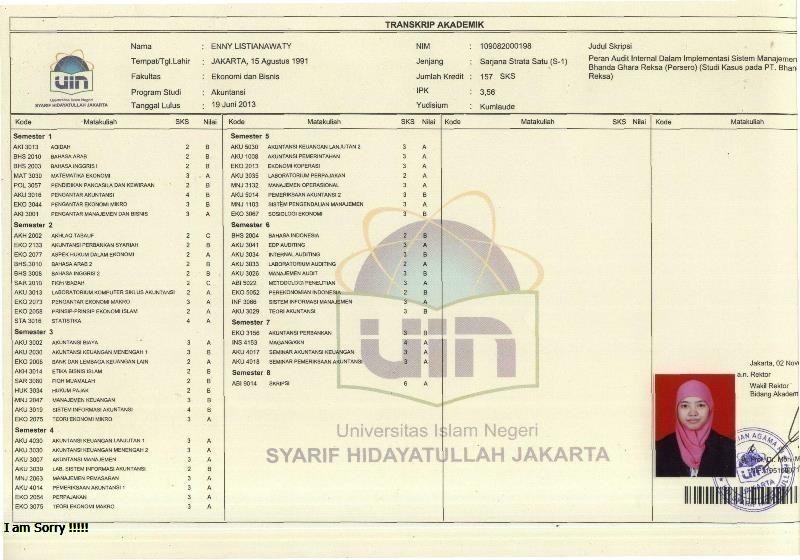 TRANSKRIP AKADEMIK
Nama : ENNY LISTIANAWATY
Tempat/Tgl.Lahir : JAKARTA, 15 Agustus 1991
Fakultas : Ekonomi dan Bisnis
Program Studi : Akuntansi
Tanggal Lulus : 19 Juni 2013
NIM : 109082000198
Jenjang : Sarjana Strata Satu (S-1)
Jumlah Kredit : 157 SKS
IPK : 3,56
Yudisium : Kumlaude
Judul Skripsi
Peran Audit Internal Dalam Implementasi Sistem Manajemen
Bhanda Ghara Reksa (Persero) (Studi Kasus pada PT. Bhan
Reksa)
UIN
Universitas Islam Negeri
SYARIF HIDAYATULLAH JAKARTA
Kode Matakuliah SKS Nilai
Semester 1
AKI 3013 AQIDAH 2 B
BHS 2010 BAHASA ARAB 2 B
BHS 2003 BAHASA INGGRIS I 2 B
MAT 3030 MATEMATIKA EKONOMI 3 A
POL 3057 PENDIDIKAN PANCASILA DAN KEWIRAAN 2 B
AKU 3016 PENGANTAR AKUNTANSI 4 B
EKO 3044 PENGANTAR EKONOMI MIKRO 3 B
AKI 3001 PENGANTAR MANAJEMEN DAN BISNIS 3 A
Semester 2
AKH 2002 AKHLAQ TASAUF 2 C
EKO 2133 AKUNTANSI PERBANKAN SYARIAH 2 B
EKO 2077 ASPEK HUKUM DALAM EKONOMI 2 A
BHS 3010 BAHASA ARAB 2 2 B
BHS 3008 BAHASA INGGRIS 2 2 B
SAR 2010 FIQH IBADAH 2 C
AKU 3013 LABORATORIUM KOMPUTER SIKLUS AKUNTANSI 2 A
EKO 2073 PENGANTAR EKONOMI MAKRO 3 A
EKO 2058 PRINSIP-PRINSIP EKONOMI ISLAM 2 A
STA 3016 STATISTIKA 4 A
Semester 3
AKU 3002 AKUNTANSI BIAYA 3 A
AKU 2030 AKUNTANSI KEUANGAN MENENGAH 1 3 B
EKO 2006 BANK DAN LEMBAGA KEUANGAN LAIN 2 A
AKH 3014 ETIKA BISNIS ISLAM 2 B
SAR 3080 FIQH MUAMALAH 2 B
HUK 3034 HUKUM PAJAK 2 B
MNJ 2047 MANAJEMEN KEUANGAN 3 B
AKU 3019 SISTEM INFORMASI AKUNTANSI 4 B
EKO 2075 TEORI EKONOMI MIKRO 3 A
Semester 4
AKU 4030 AKUNTANSI KEUANGAN LANJUTAN 1 3 A
AKU 3030 AKUNTANSI KEUANGAN MENENGAH 2 3 A
AKU 3007 AKUNTANSI MANAJEMEN 3 A
AKU 3039 LAB. SISTEM INFORMASI AKUNTANSI 2 B
MNJ 2063 MANAJEMEN PEMASARAN 3 A
AKU 4014 PEMERIKSAAN AKUNTANSI 1 3 A
EKO 2054 PERPAJAKAN 3 A
EKO 3075 TEORI EKONOMI MAKRO 3 A
Kode Matakuliah SKS Nilai
Semester 5
AKU 5030 AKUNTANSI KEUANGAN LANJUTAN 2 3 A
AKU 1008 AKUNTANSI PEMERINTAHAN 3 A
EKO 2013 EKONOMI KOPERASI 3 A
AKU 3035 LABORATORIUM PERPAJAKAN 2 A
MNJ 3132 MANAJEMEN OPERASIONAL 3 A
AKU 5014 PEMERIKSAAN AKUNTANSI 2 3 B
MNJ 1103 SISTEM PENGENDALIAN MANAJEMEN 3 A
EKO 3067 SOSIOLOGI EKONOMI 3 B
Semester 6
BHS 2004 BAHASA INDONESIA 2 B
AKU 3041 EDP AUDITING 3 A
AKU 3034 INTERNAL AUDITING 3 B
AKU 3033 LABORATORIUM AUDITING 2 A
AKU 3026 MANAJEMEN AUDIT 3 B
ABI 5022 METODOLOGI PENELITIAN 3 A
EKO 5052 PEREKONOMIAN INDONESIA 2 B
INF 3066 SISTEM INFORMASI MANAJEMEN 3 A
AKU 3029 TEORI AKUNTANSI 3 B
Semester 7
EKO 3156 AKUNTANSI PERBANKAN 3 B
INS 4153 MAGANG/KKN 4 A
AKU 4017 SEMINAR AKUNTANSI KEUANGAN 3 A
AKU 4018 SEMINAR PEMERIKSAAN AKUNTANSI 3 A
Semester 8
ABI 9014 SKRIPSI 6 A
Kode Matakuliah SKS Nilai
Kode Matakuliah
UIN
Universitas Islam Negeri
SYARIF HIDAYATULLAH JAKARTA
Jakarta, 02 Nove
a.n. Rektor
Wakil Rektor
Bidang Akadem
UIN
JAKARTA
I am Sorry !!!!!